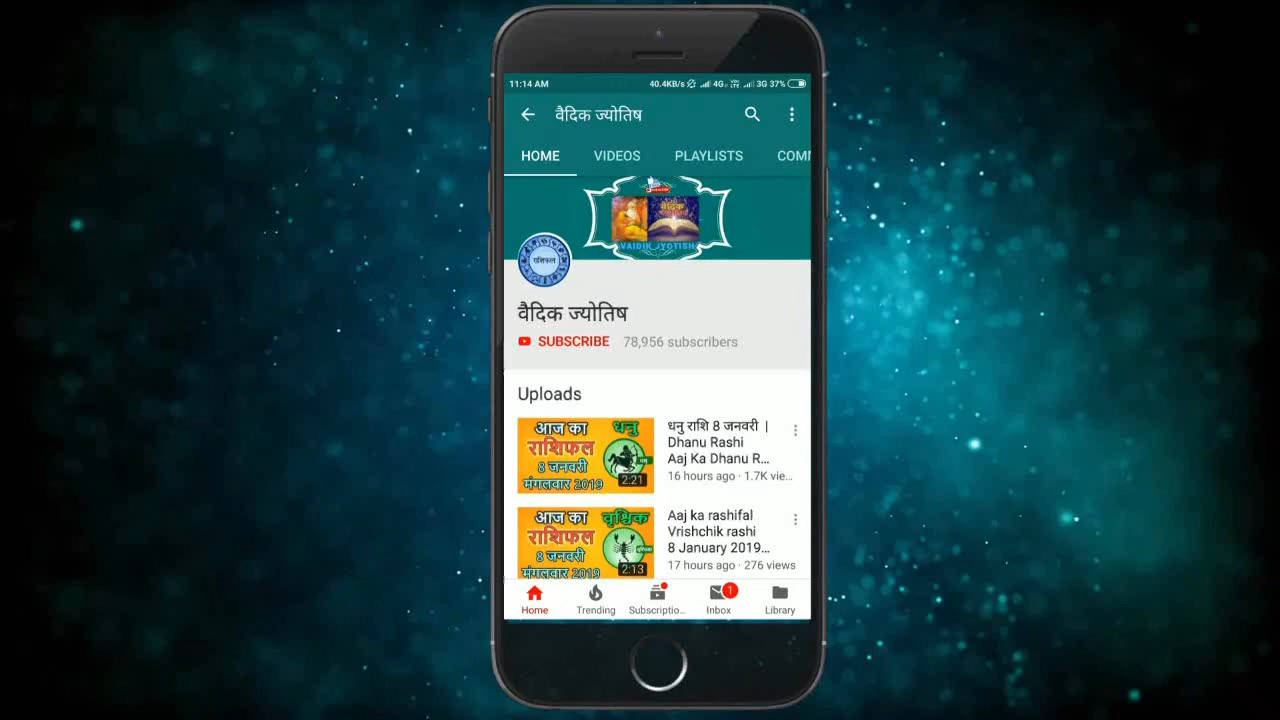 11:14 AM 40.4KB/s 4G 3G 37%
वैदिक ज्योतिष
HOME VIDEOS PLAYLISTS COMM
वैदिक
VAIDIK JYOTISH
राशिफल
वैदिक ज्योतिष
SUBSCRIBE 78,956 subscribers
Uploads
आज का धनु
राशिफल
8 जनवरी
मंगलवार 2019
2:21
धनु राशि 8 जनवरी |
Dhanu Rashi
Aaj Ka Dhanu R...
16 hours ago · 1.7K vie...
आज का वृश्चिक
राशिफल
8 जनवरी
मंगलवार 2019
2:13
Aaj ka rashifal
Vrishchik rashi
8 January 2019...
17 hours ago · 276 views
1
Home Trending Subscriptio... Inbox Library